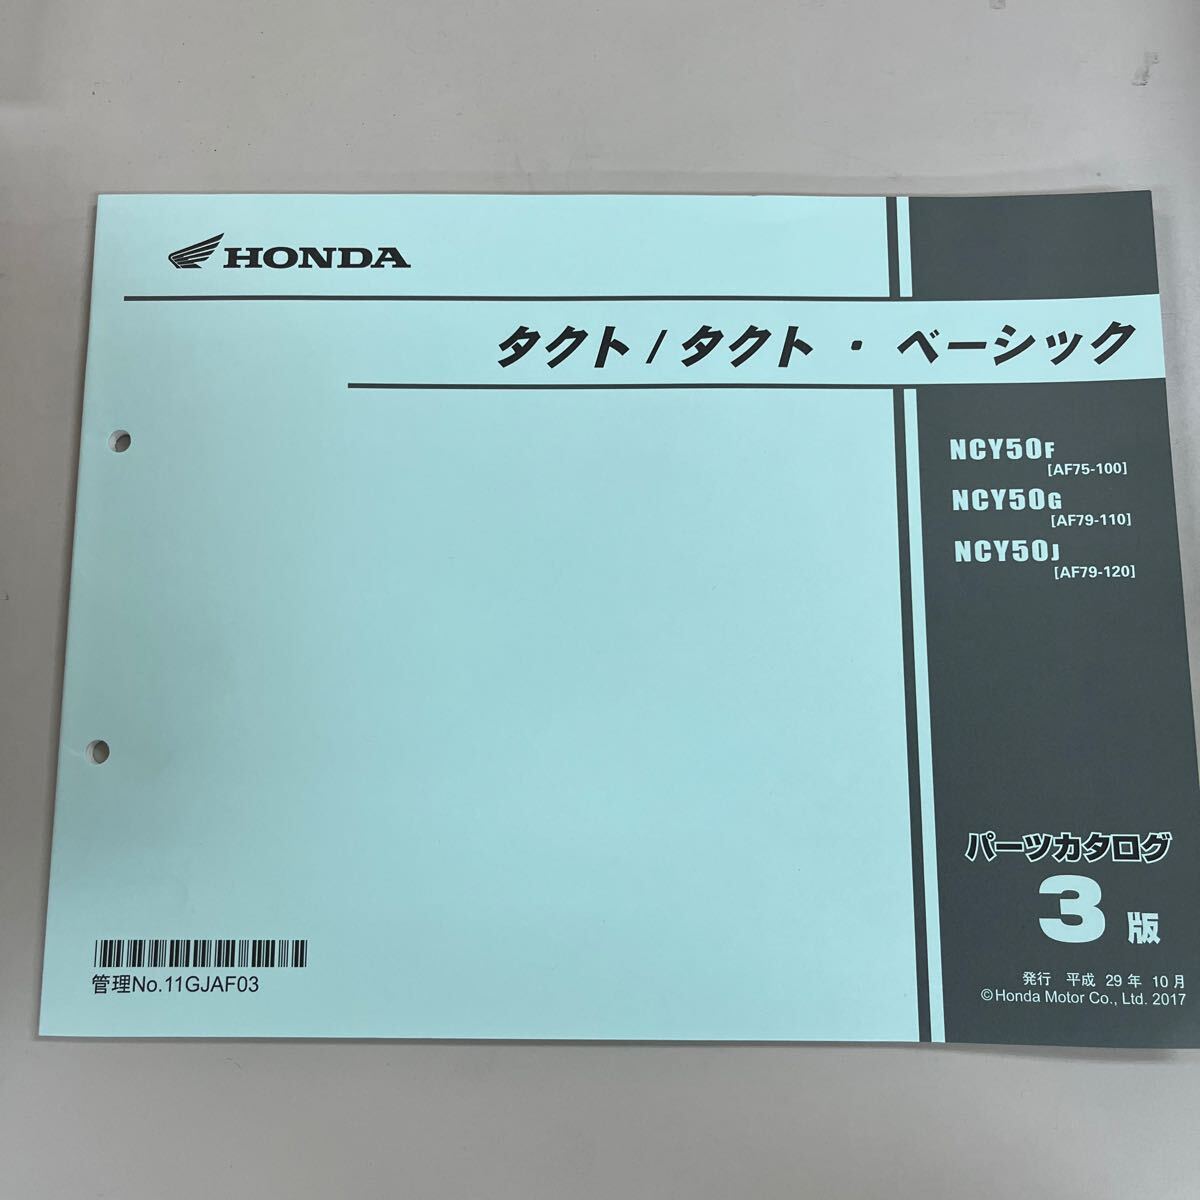 HONDA
タクト / タクト ・ ベーシック
NCY50F
[AF75-100]
NCY50G
[AF79-110]
NCY50J
[AF79-120]
パーツカタログ
3 版
発行 平成 29 年 10 月
©Honda Motor Co., Ltd. 2017
管理No.11GJAF03